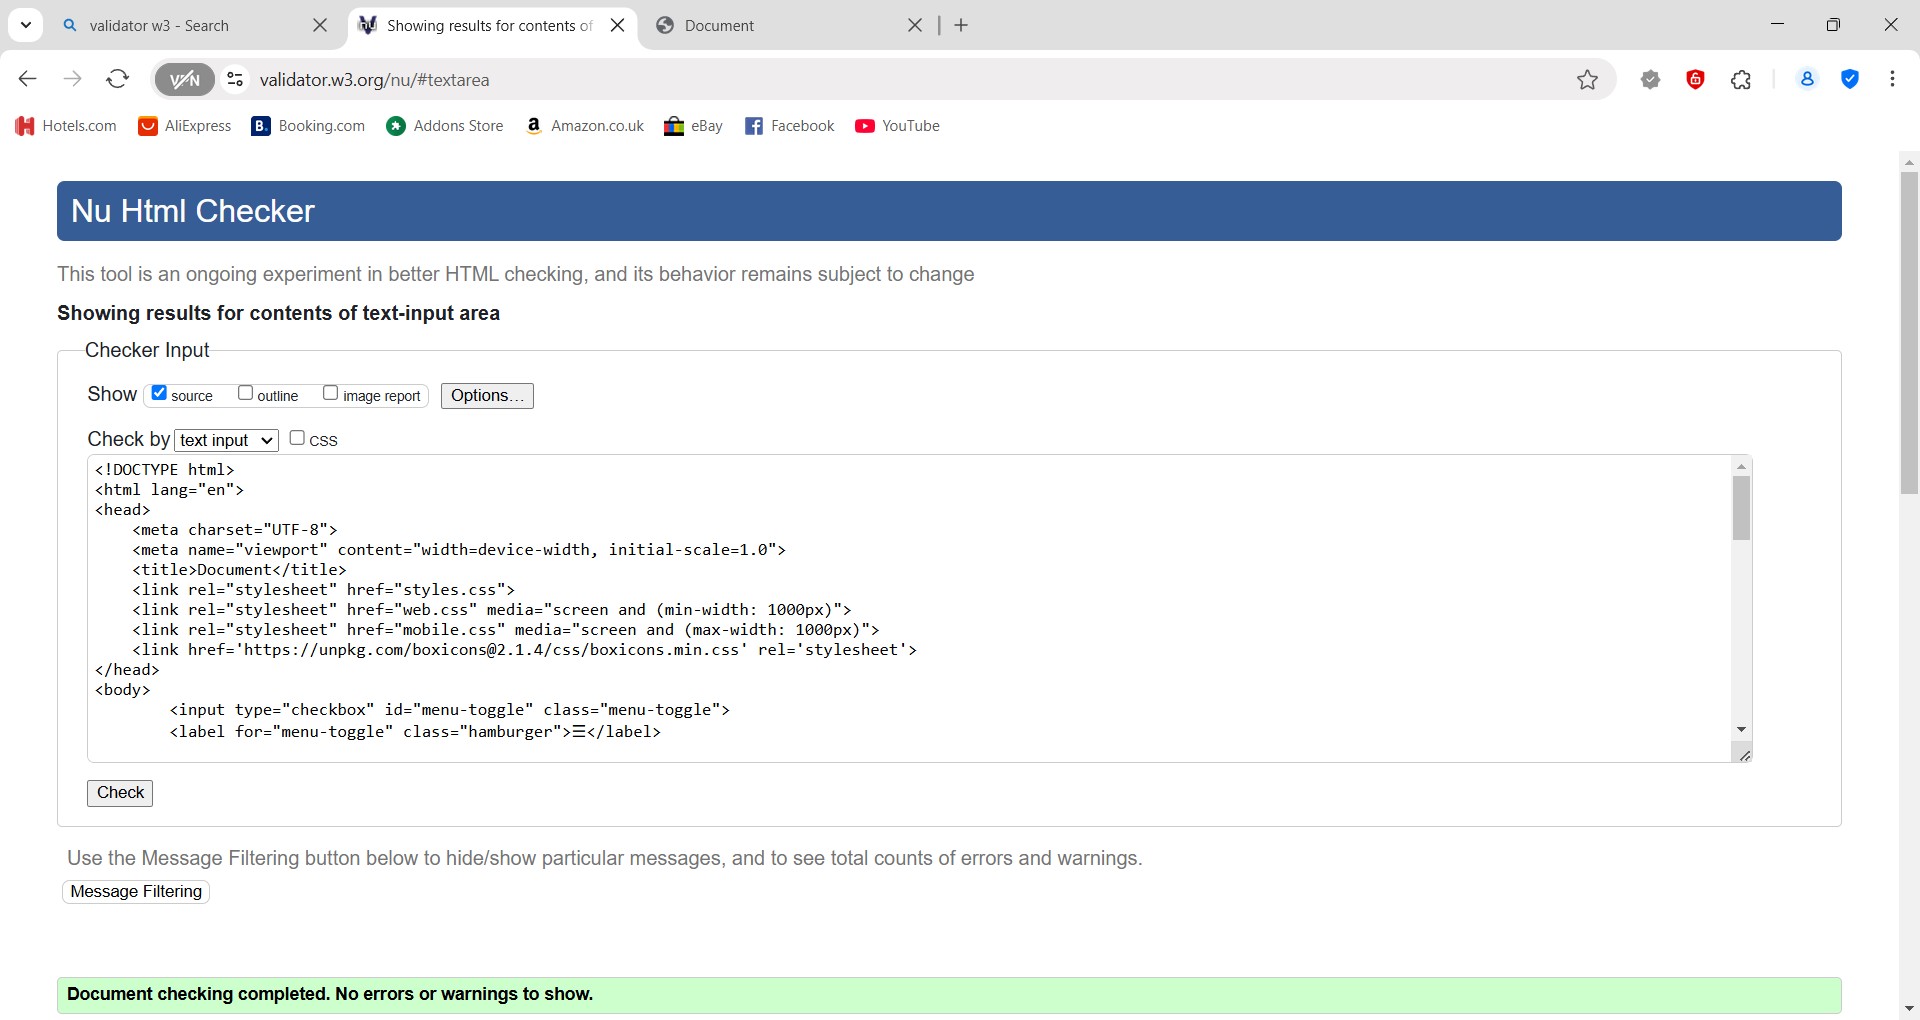 validator w3 - Search
Showing results for contents of
Document
VPN
validator.w3.org/nu/#textarea
Hotels.com
AliExpress
B.
Booking.com
Addons Store
a
Amazon.co.uk
eBay
Facebook
YouTube
Nu Html Checker
This tool is an ongoing experiment in better HTML checking, and its behavior remains subject to change
Showing results for contents of text-input area
Checker Input
Show source outline image report Options...
Check by text input CSS
<!DOCTYPE html>
<html lang="en">
<head>
    <meta charset="UTF-8">
    <meta name="viewport" content="width=device-width, initial-scale=1.0">
    <title>Document</title>
    <link rel="stylesheet" href="styles.css">
    <link rel="stylesheet" href="web.css" media="screen and (min-width: 1000px)">
    <link rel="stylesheet" href="mobile.css" media="screen and (max-width: 1000px)">
    <link href='https://unpkg.com/boxicons@2.1.4/css/boxicons.min.css' rel='stylesheet'>
</head>
<body>
        <input type="checkbox" id="menu-toggle" class="menu-toggle">
        <label for="menu-toggle" class="hamburger">☰</label>
Check
Use the Message Filtering button below to hide/show particular messages, and to see total counts of errors and warnings.
Message Filtering
Document checking completed. No errors or warnings to show.